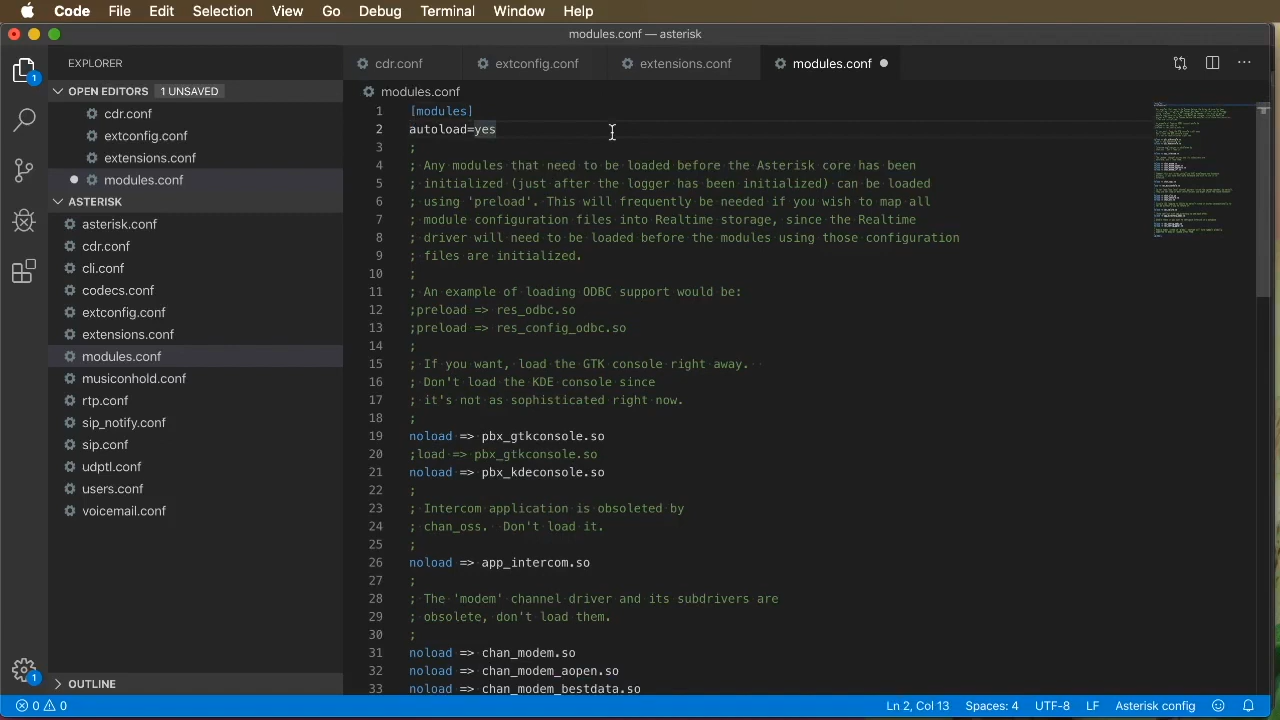 Code File Edit Selection View Go Debug Terminal Window Help
modules.conf — asterisk
EXPLORER
cdr.conf extconfig.conf extensions.conf modules.conf
OPEN EDITORS 1 UNSAVED
cdr.conf
extconfig.conf
extensions.conf
modules.conf
ASTERISK
asterisk.conf
cdr.conf
cli.conf
codecs.conf
extconfig.conf
extensions.conf
modules.conf
musiconhold.conf
rtp.conf
sip_notify.conf
sip.conf
udptl.conf
users.conf
voicemail.conf
OUTLINE
1
1
modules.conf
1 [modules]
2 autoload=yes
3 ;
4 ; Any modules that need to be loaded before the Asterisk core has been
5 ; initialized (just after the logger has been initialized) can be loaded
6 ; using 'preload'. This will frequently be needed if you wish to map all
7 ; module configuration files into Realtime storage, since the Realtime
8 ; driver will need to be loaded before the modules using those configuration
9 ; files are initialized.
10 ;
11 ; An example of loading ODBC support would be:
12 ;preload => res_odbc.so
13 ;preload => res_config_odbc.so
14 ;
15 ; If you want, load the GTK console right away.
16 ; Don't load the KDE console since
17 ; it's not as sophisticated right now.
18 ;
19 noload => pbx_gtkconsole.so
20 ;load => pbx_gtkconsole.so
21 noload => pbx_kdeconsole.so
22 ;
23 ; Intercom application is obsoleted by
24 ; chan_oss. Don't load it.
25 ;
26 noload => app_intercom.so
27 ;
28 ; The 'modem' channel driver and its subdrivers are
29 ; obsolete, don't load them.
30 ;
31 noload => chan_modem.so
32 noload => chan_modem_aopen.so
33 noload => chan_modem_bestdata.so
0 0 Ln 2, Col 13 Spaces: 4 UTF-8 LF Asterisk config